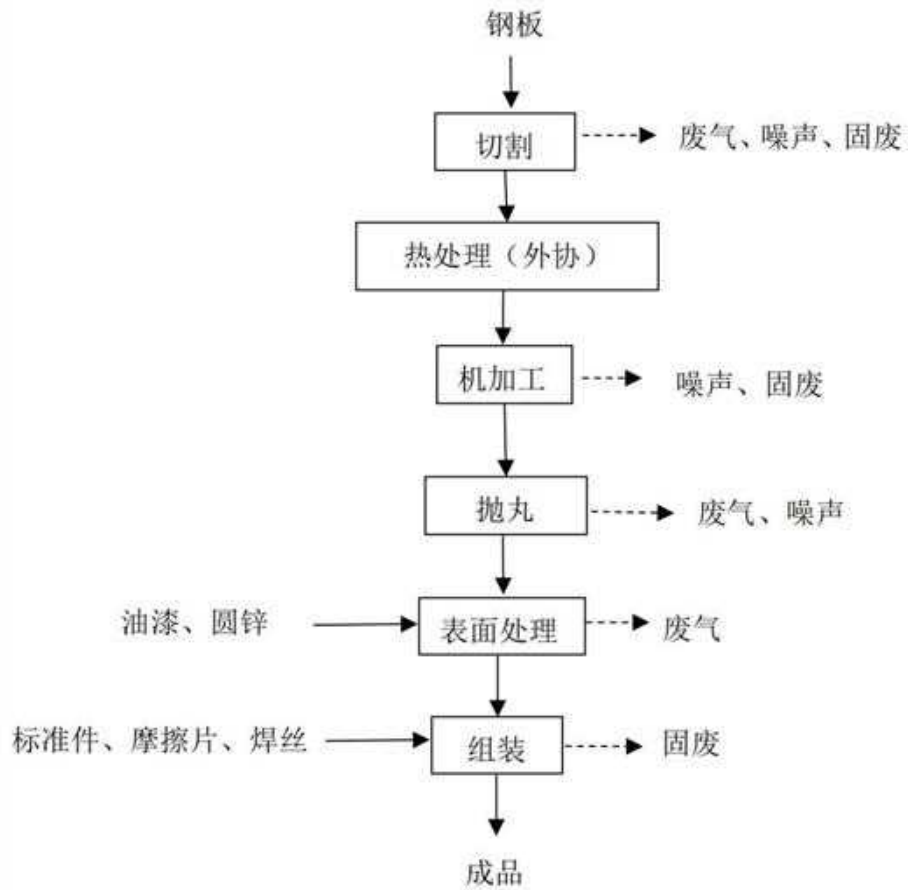 钢板
切割
废气、噪声、固废
热处理（外协）
机加工
噪声、固废
抛丸
废气、噪声
油漆、圆锌
表面处理
废气
标准件、摩擦片、焊丝
组装
固废
成品